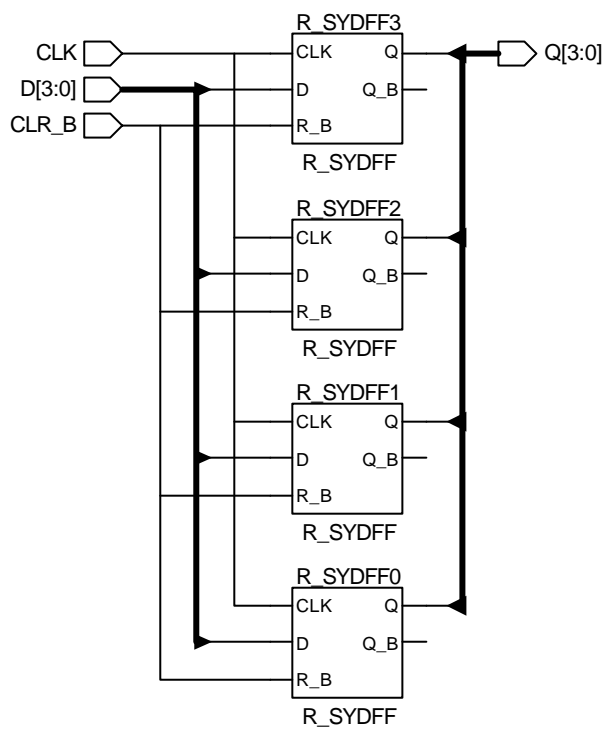 R_SYDFF3
CLK
CLK
Q
Q[3:0]
D[3:0]
D
Q_B
CLR_B
R_B
R_SYDFF
R_SYDFF2
CLK
Q
D
Q_B
R_B
R_SYDFF
R_SYDFF1
CLK
Q
D
Q_B
R_B
R_SYDFF
R_SYDFF0
CLK
Q
D
Q_B
R_B
R_SYDFF